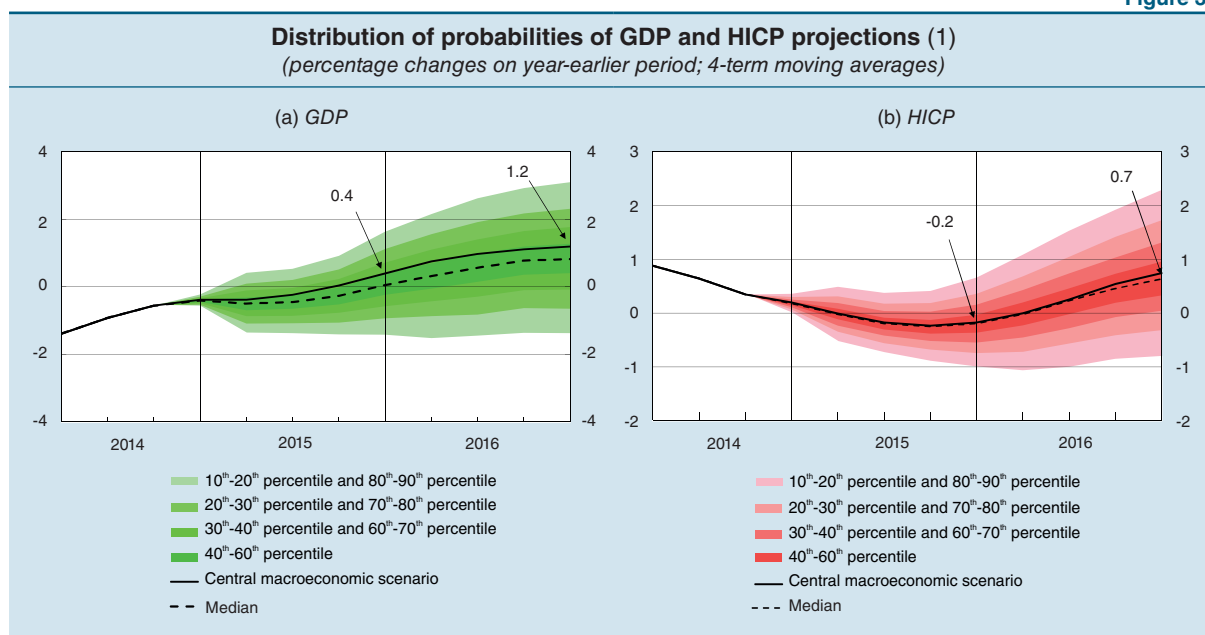 Figure 3
Distribution of probabilities of GDP and HICP projections (1)
(percentage changes on year-earlier period; 4-term moving averages)
(a) GDP
4 4
2 2
0 0
-2 -2
-4 -4
0.4
1.2
2014 2015 2016
10th-20th percentile and 80th-90th percentile
20th-30th percentile and 70th-80th percentile
30th-40th percentile and 60th-70th percentile
40th-60th percentile
Central macroeconomic scenario
Median
(b) HICP
3 3
2 2
1 1
0 0
-1 -1
-2 -2
-0.2
0.7
2014 2015 2016
10th-20th percentile and 80th-90th percentile
20th-30th percentile and 70th-80th percentile
30th-40th percentile and 60th-70th percentile
40th-60th percentile
Central macroeconomic scenario
Median